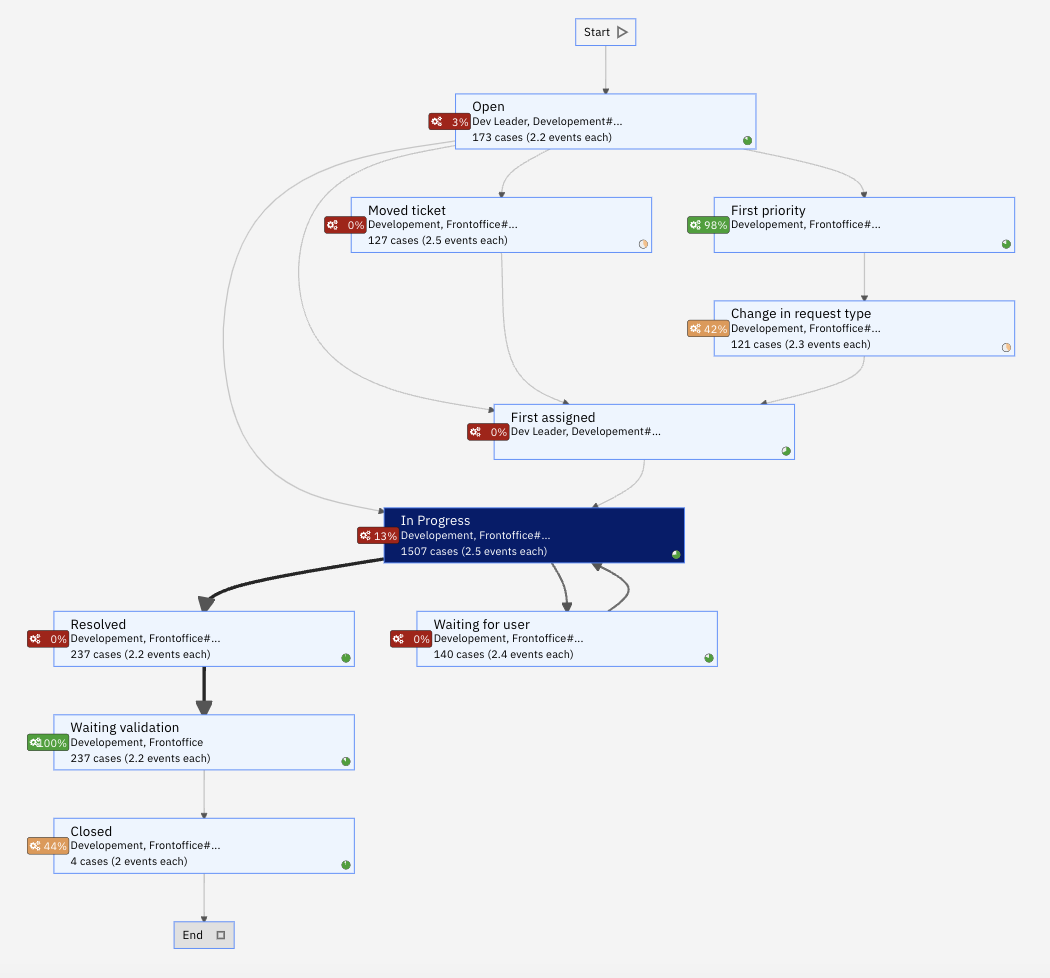 Start
Open
3%
Dev Leader, Developement#...
173 cases (2.2 events each)
Moved ticket
0%
Developement, Frontoffice#...
127 cases (2.5 events each)
First priority
98%
Developement, Frontoffice#...
Change in request type
42%
Developement, Frontoffice#...
121 cases (2.3 events each)
First assigned
0%
Dev Leader, Developement#...
In Progress
13%
Developement, Frontoffice#...
1507 cases (2.5 events each)
Resolved
0%
Developement, Frontoffice#...
237 cases (2.2 events each)
Waiting for user
0%
Developement, Frontoffice#...
140 cases (2.4 events each)
Waiting validation
100%
Developement, Frontoffice
237 cases (2.2 events each)
Closed
44%
Developement, Frontoffice#...
4 cases (2 events each)
End